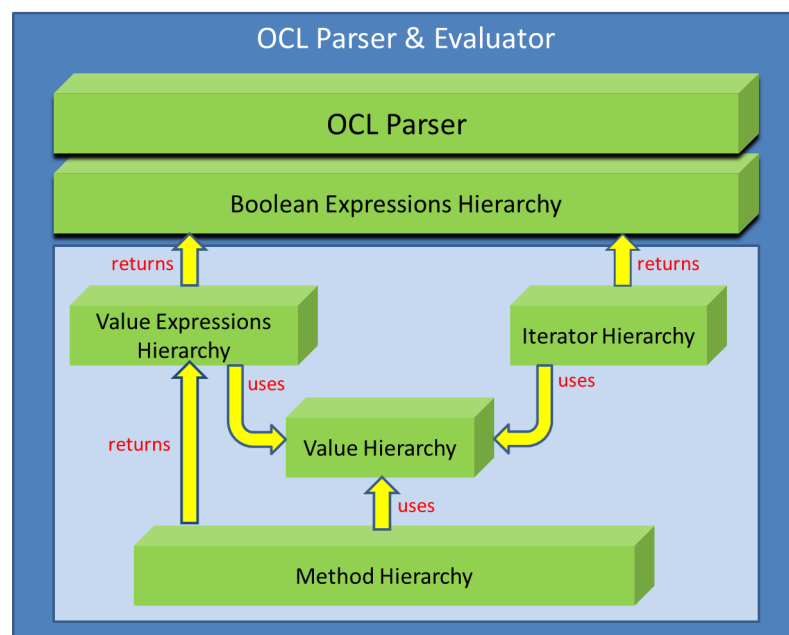 OCL Parser & Evaluator
OCL Parser
Boolean Expressions Hierarchy
returns
returns
Value Expressions
Hierarchy
Iterator Hierarchy
uses
uses
returns
Value Hierarchy
uses
Method Hierarchy